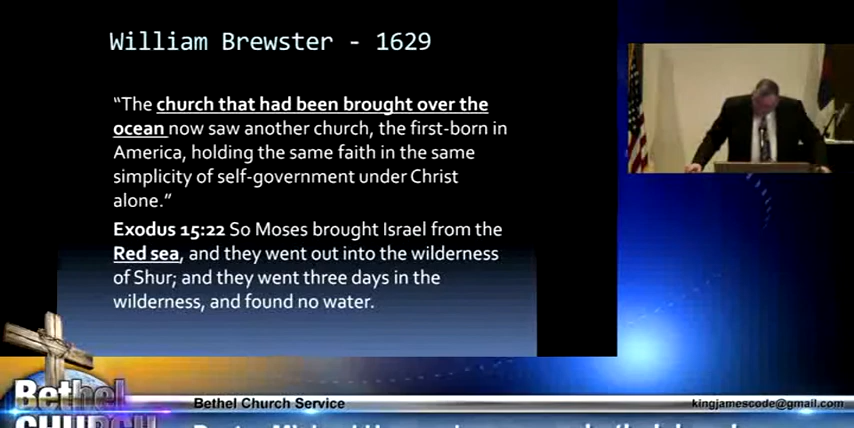 William Brewster - 1629
“The church that had been brought over the
ocean now saw another church, the first-born in
America, holding the same faith in the same
simplicity of self-government under Christ
alone.”
Exodus 15:22 So Moses brought Israel from the
Red sea, and they went out into the wilderness
of Shur; and they went three days in the
wilderness, and found no water.
Bethel
CHURCH
Bethel Church Service
kingjamescode@gmail.com